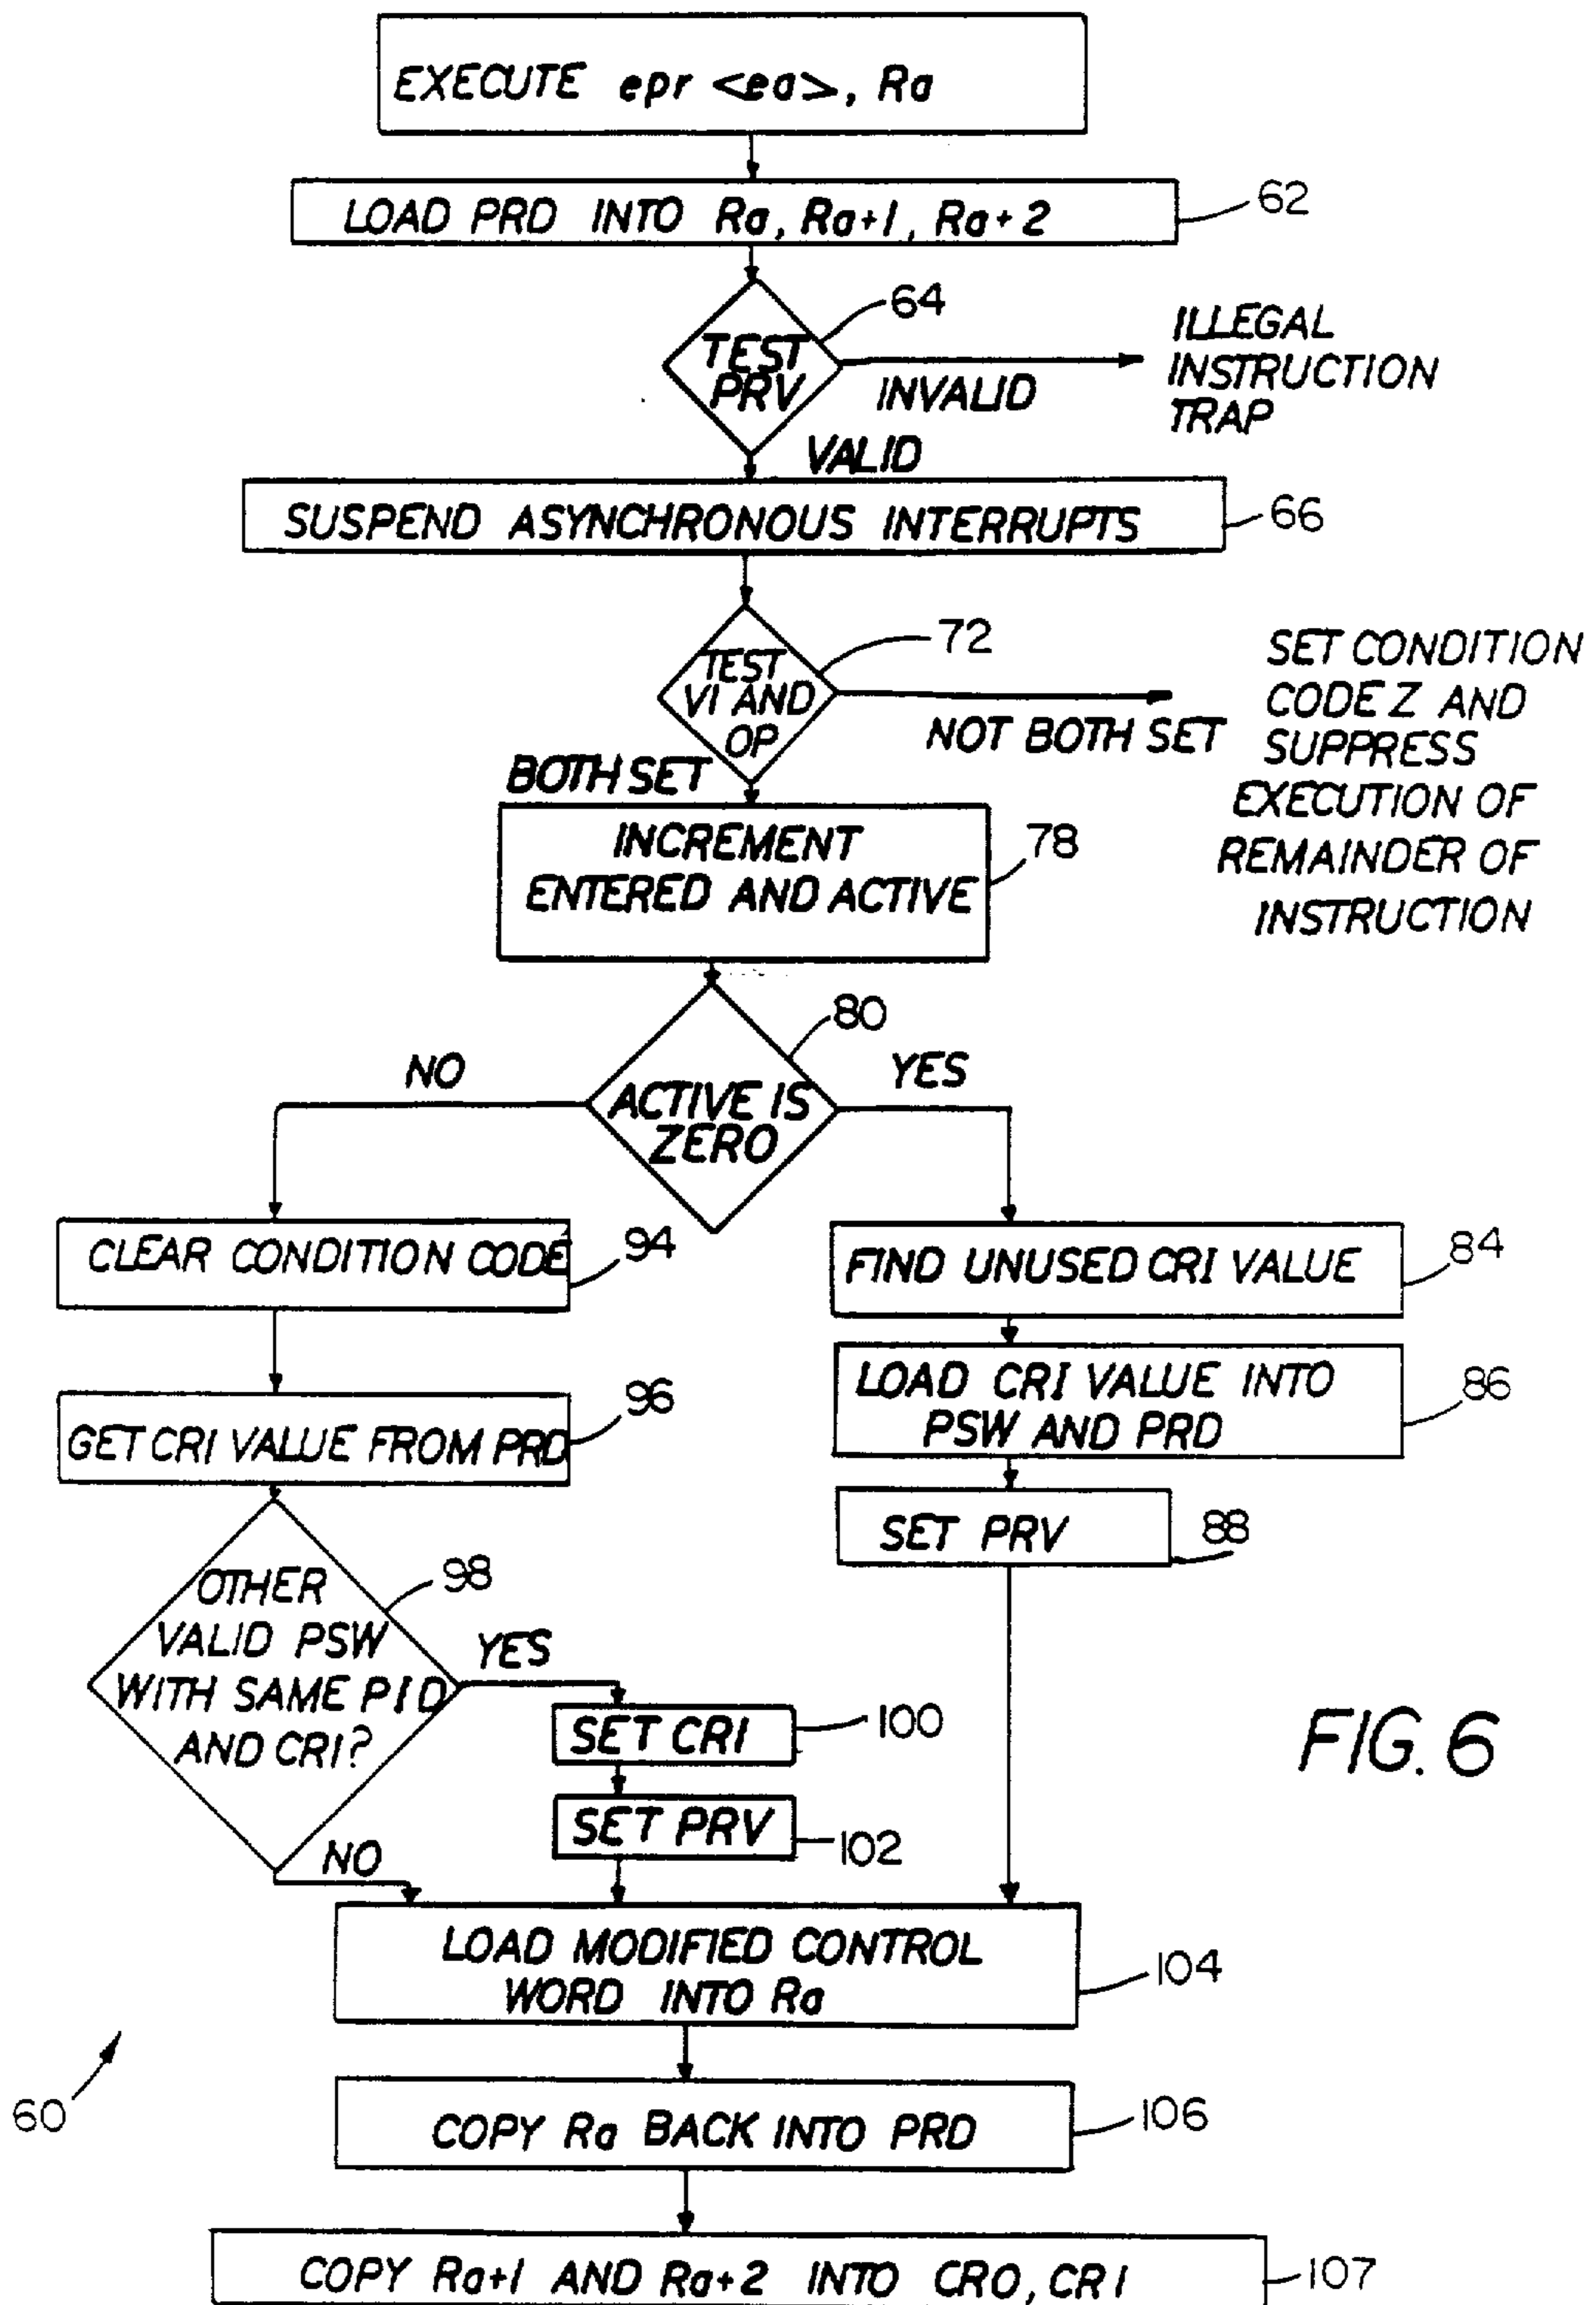 EXECUTE epr <ea>, Ra
LOAD PRD INTO Ra, Ra+1, Ra+2
62
64
TEST
PRV
INVALID
ILLEGAL
INSTRUCTION
TRAP
VALID
SUSPEND ASYNCHRONOUS INTERRUPTS
66
72
TEST
VI AND
OP
NOT BOTH SET
SET CONDITION
CODE Z AND
SUPPRESS
EXECUTION OF
REMAINDER OF
INSTRUCTION
BOTH SET
INCREMENT
ENTERED AND ACTIVE
78
80
ACTIVE IS
ZERO
NO
YES
CLEAR CONDITION CODE
94
FIND UNUSED CRI VALUE
84
GET CRI VALUE FROM PRD
96
LOAD CRI VALUE INTO
PSW AND PRD
86
SET PRV
88
OTHER
VALID PSW
WITH SAME PID
AND CRI?
98
YES
SET CRI
100
SET PRV
102
NO
FIG. 6
LOAD MODIFIED CONTROL
WORD INTO Ra
104
60
COPY Ra BACK INTO PRD
106
COPY Ra+1 AND Ra+2 INTO CR0, CR1
107